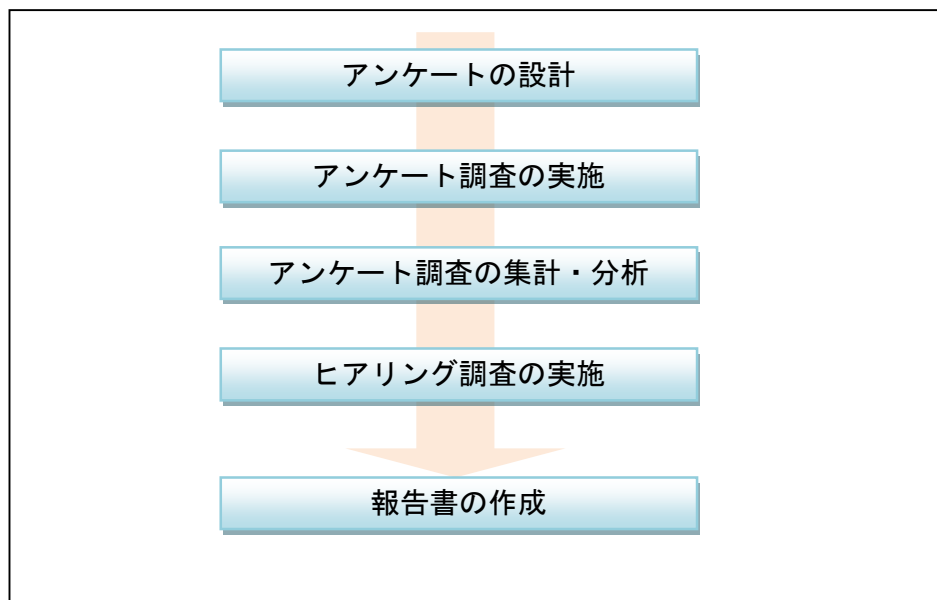 アンケートの設計
アンケート調査の実施
アンケート調査の集計・分析
ヒアリング調査の実施
報告書の作成